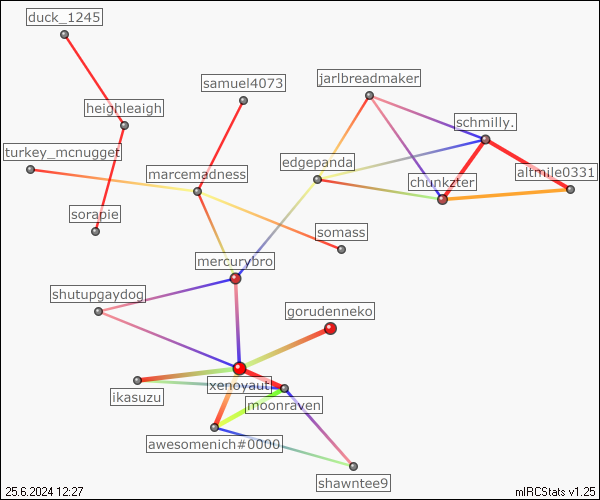 duck_1245
samuel4073
jarlbreadmaker
heighleaigh
schmilly.
turkey_mcnugget
marcemadness
edgepanda
chunkzter
altmile0331
sorapie
somass
mercurybro
shutupgaydog
gorudenneko
xenoyaut
ikasuzu
moonraven
awesomenich#0000
shawntee9
25.6.2024 12:27
mIRCStats v1.25